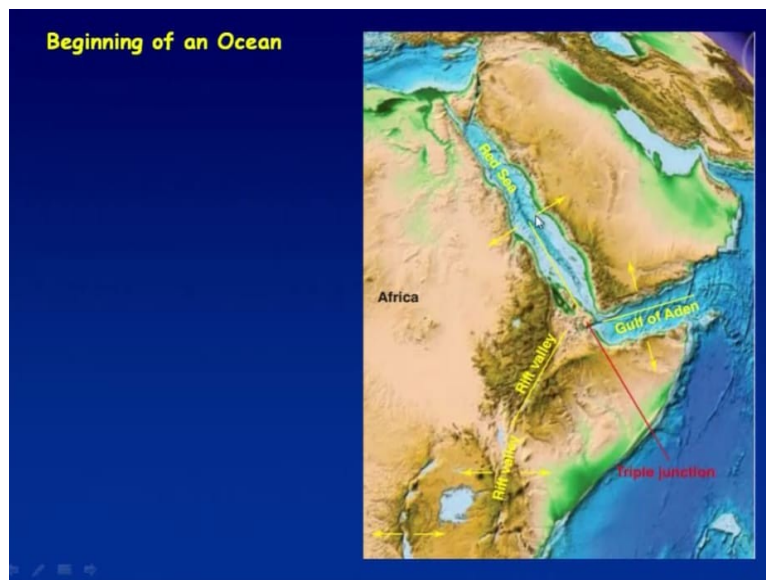 Beginning of an Ocean
Red Sea
Africa
Gulf of Aden
Rift valley
Rift valley
Triple junction